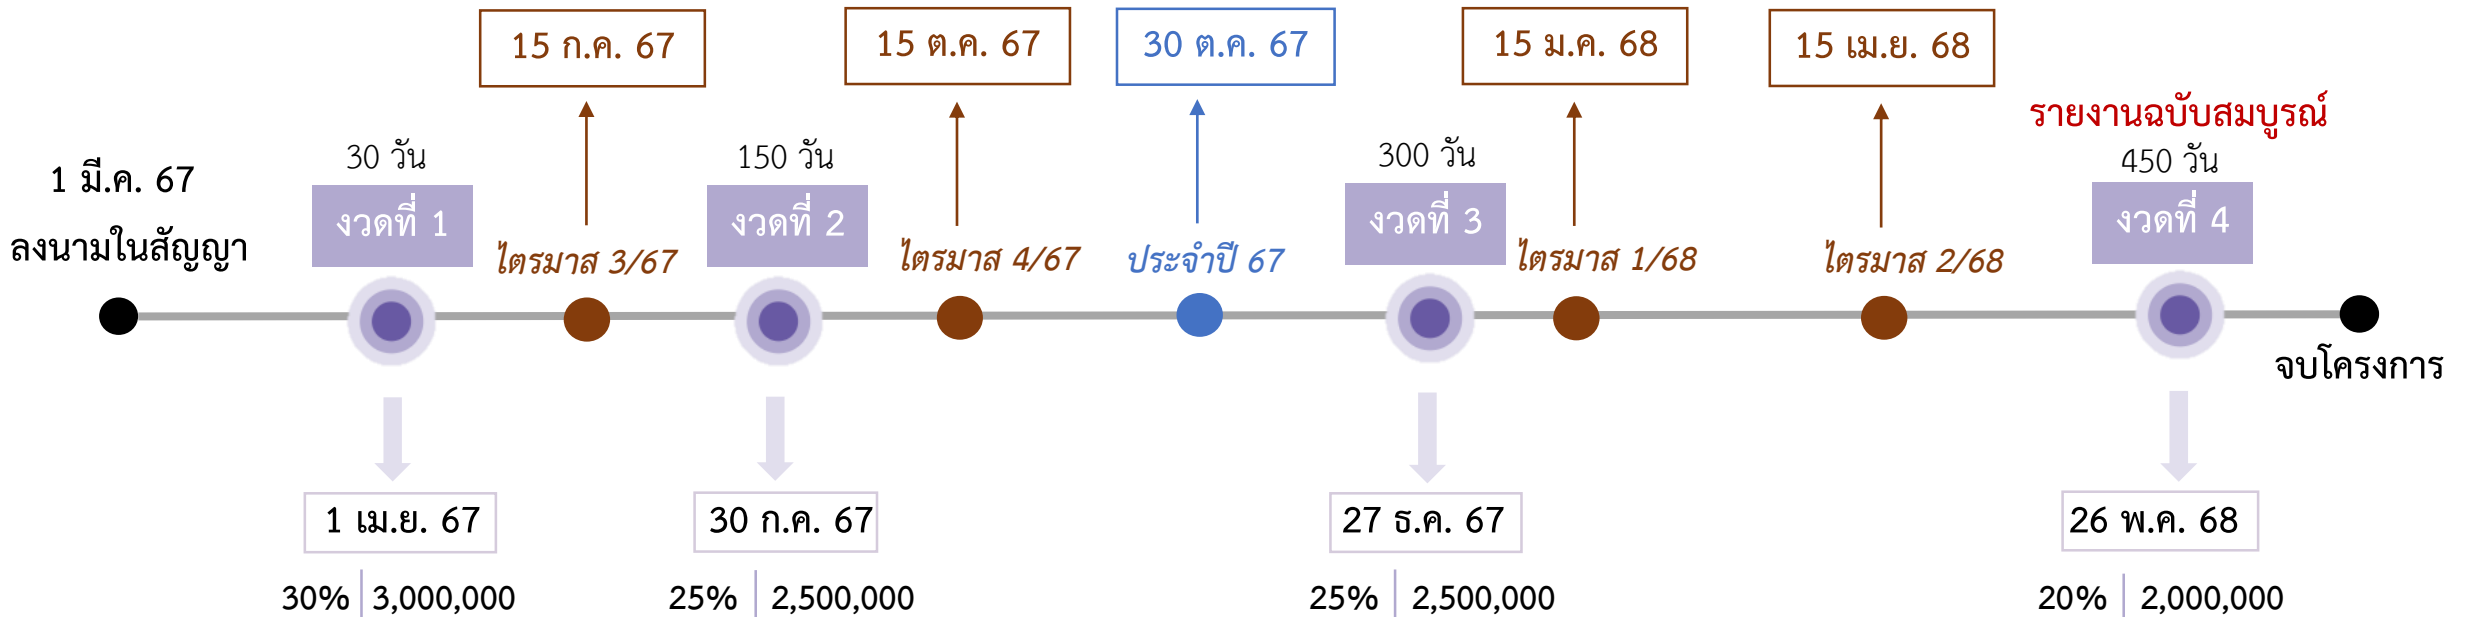 15 ก.ค. 67
15 ต.ค. 67
30 ต.ค. 67
15 ม.ค. 68
15 เม.ย. 68
รายงานฉบับสมบูรณ์
1 มี.ค. 67
ลงนามในสัญญา
30 วัน
งวดที่ 1
ไตรมาส 3/67
150 วัน
งวดที่ 2
ไตรมาส 4/67
ประจำปี 67
300 วัน
งวดที่ 3
ไตรมาส 1/68
ไตรมาส 2/68
450 วัน
งวดที่ 4
จบโครงการ
1 เม.ย. 67
30 ก.ค. 67
27 ธ.ค. 67
26 พ.ค. 68
30% 3,000,000
25% 2,500,000
25% 2,500,000
20% 2,000,000